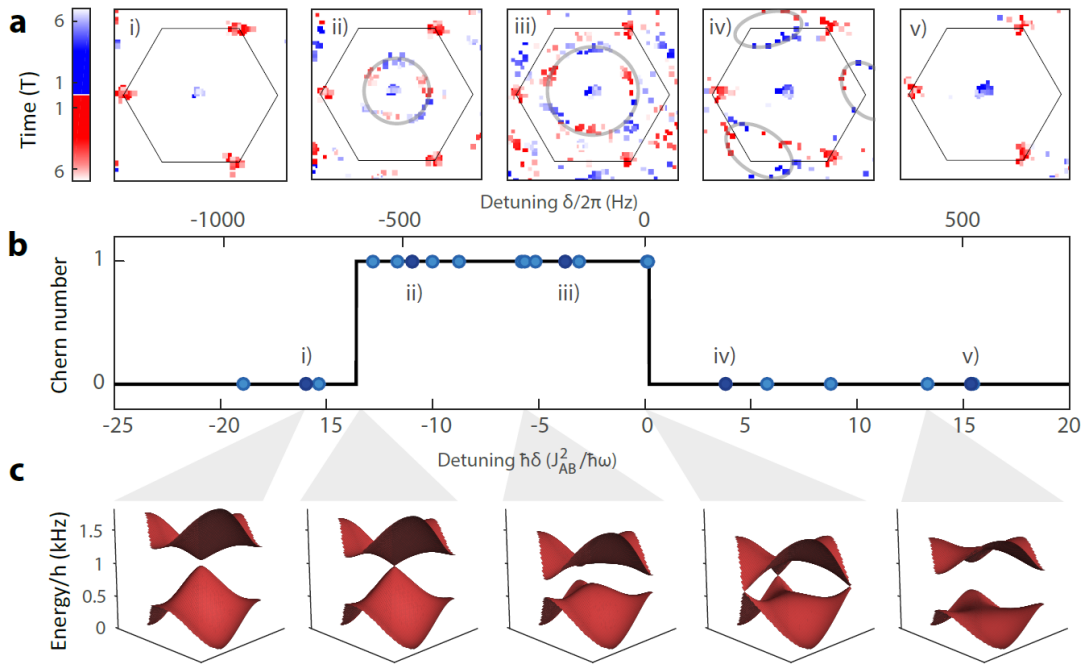 a
i)
ii)
iii)
iv)
v)
Time (T)
6
1
1
6
Detuning δ/2π (Hz)
-1000
-500
0
500
b
Chern number
1
0
i)
ii)
iii)
iv)
v)
-25
-20
15
-10
-5
0
5
10
15
20
Detuning ħδ (J²AB/ħω)
c
Energy/h (kHz)
1.5
1
0.5
0